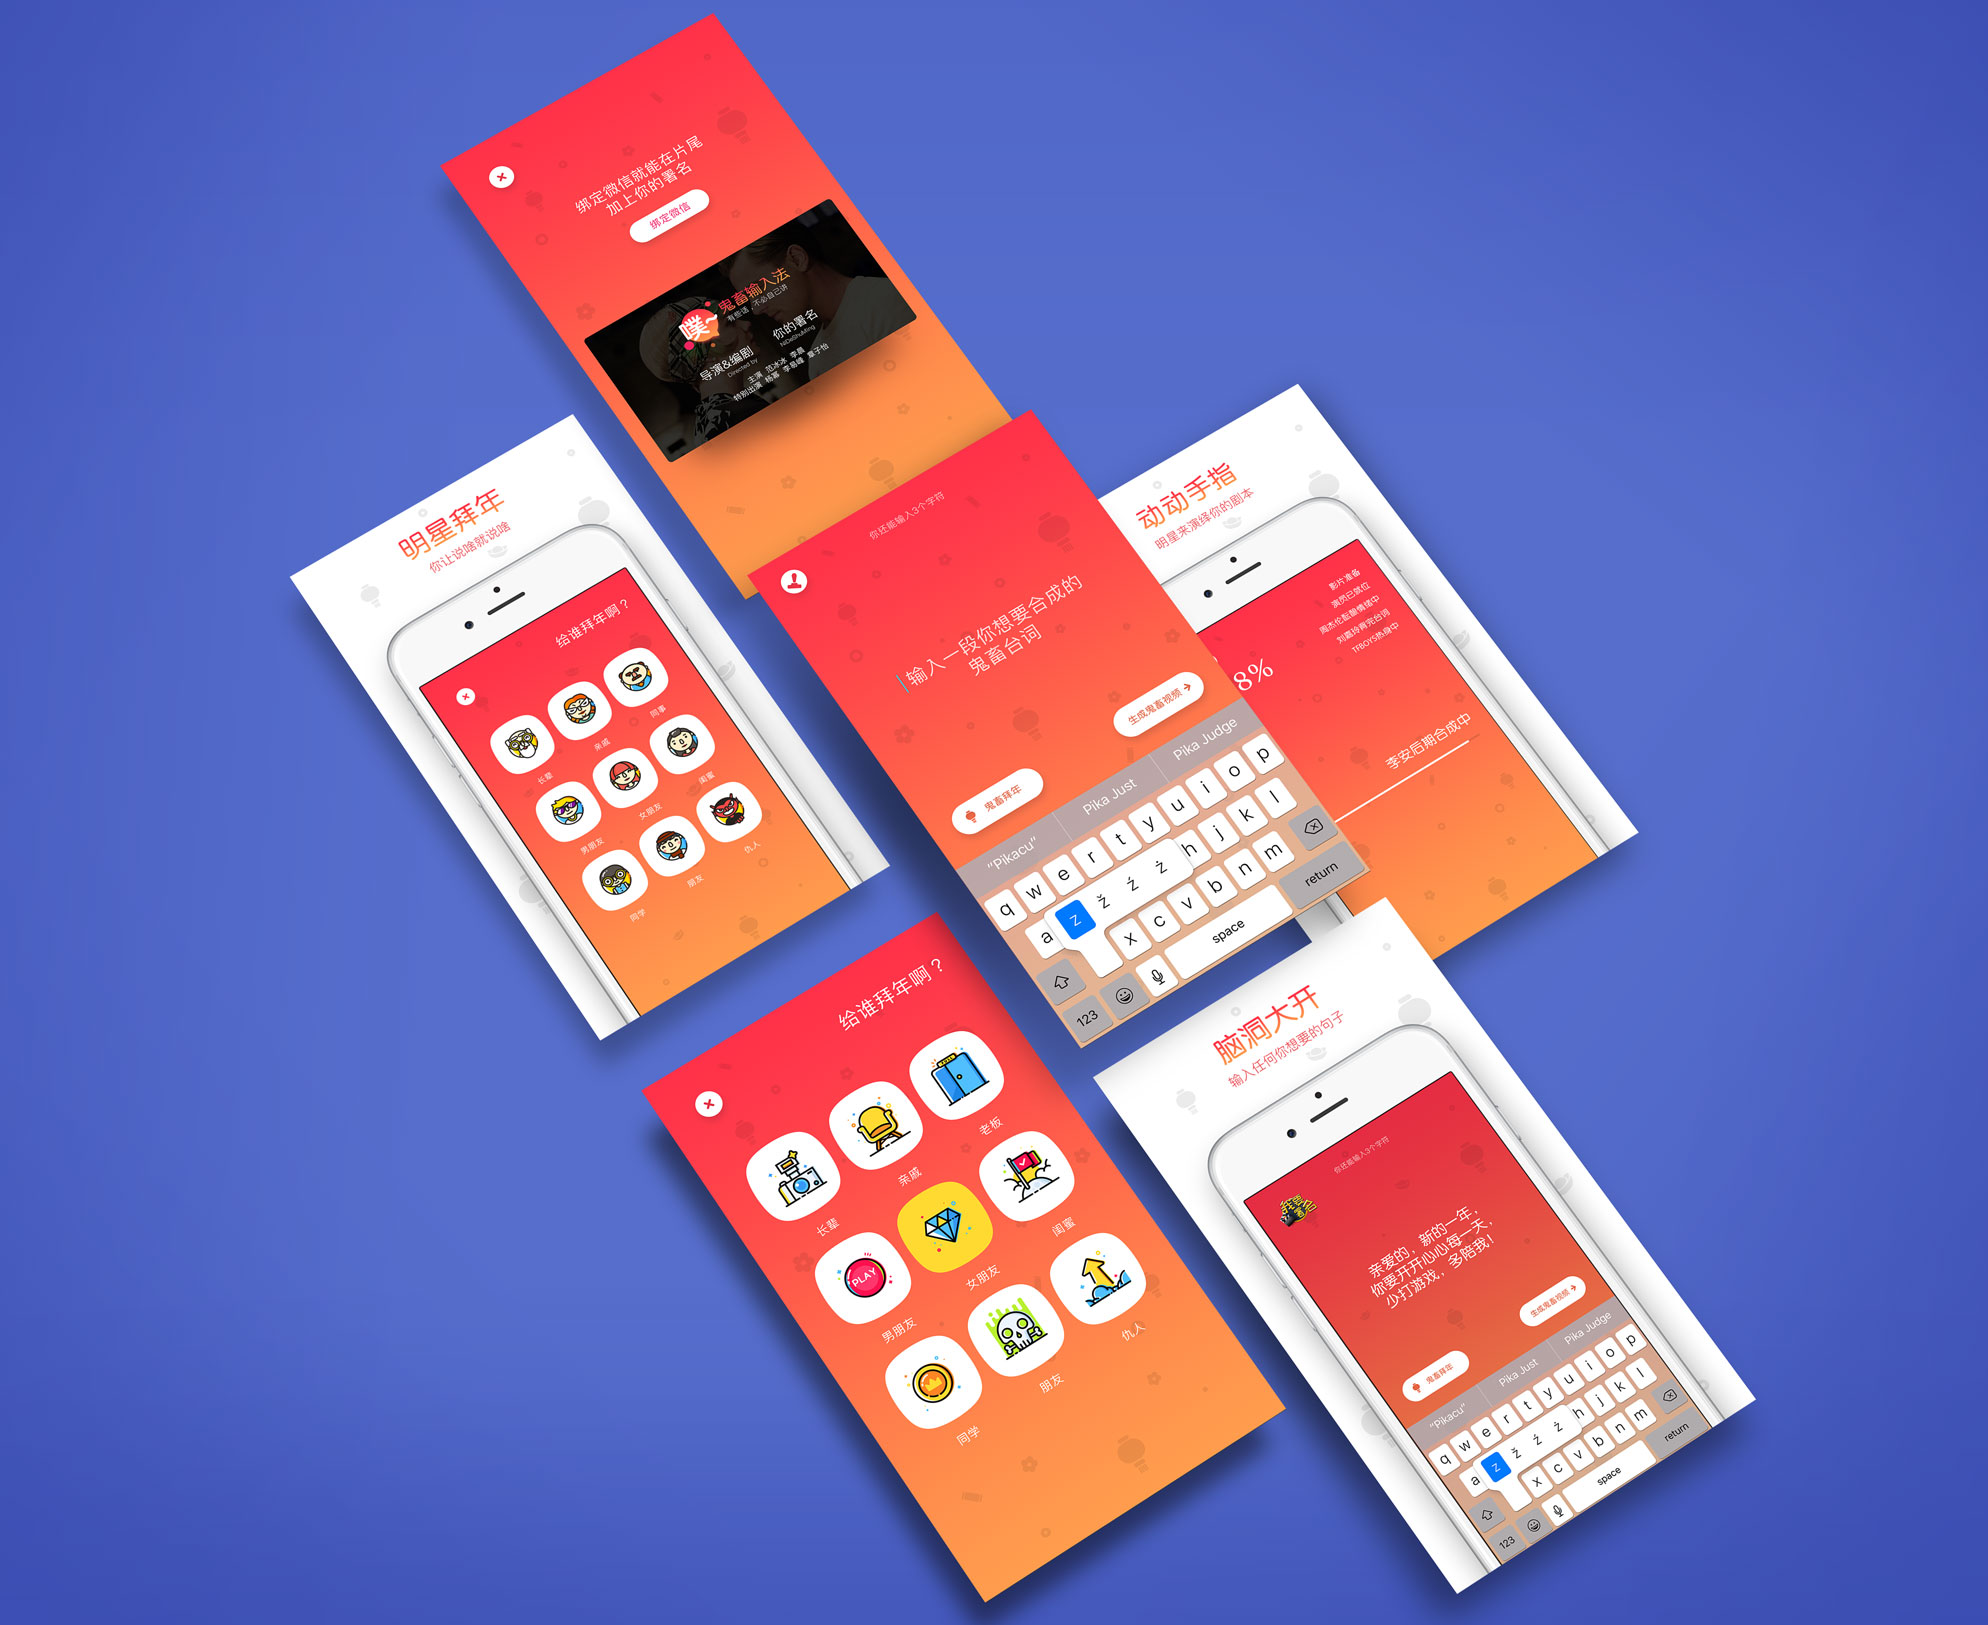 绑定微信就能在片尾
加上你的署名
绑定微信
噗~
鬼畜输入法
有些话，不必自己讲
导演&编剧
Directed by
你的署名
NiDeShuMing
主演 范冰冰 李晨
特别出演 杨幂 李易峰 章子怡
明星拜年
你让说啥就说啥
给谁拜年啊？
长辈
亲戚
同事
男朋友
女朋友
闺蜜
同学
朋友
仇人
你还能输入3个字符
输入一段你想要合成的
鬼畜台词
生成鬼畜视频
鬼畜拜年
"Pikacu"
Pika Just
Pika Judge
q w e r t y u i o p
a h j k l
z ž ź ż
x c v b n m
123
space
return
动动手指
明星来演绎你的剧本
影片准备
演员已就位
周杰伦酝酿情绪中
刘嘉玲背完台词
TFBOYS热身中
8%
李安后期合成中
给谁拜年啊？
长辈
亲戚
老板
PLAY
男朋友
女朋友
闺蜜
同学
朋友
仇人
脑洞大开
输入任何你想要的句子
你还能输入3个字符
我要署名
亲爱的，新的一年，
你要开开心心每一天，
少打游戏，多陪我！
生成鬼畜视频
鬼畜拜年
"Pikacu"
Pika Just
Pika Judge
q w e r t y u i o p
a h j k l
z ž ź ż
x c v b n m
123
space
return